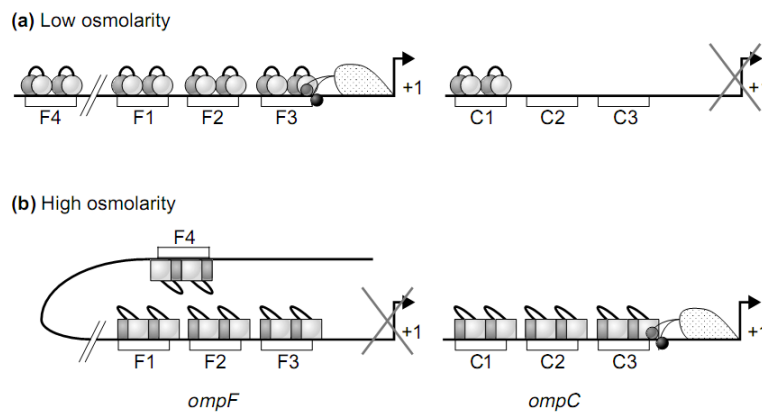 (a) Low osmolarity
F4 F1 F2 F3 +1 C1 C2 C3 +
(b) High osmolarity
F4
F1 F2 F3 +1 C1 C2 C3 +1
ompF ompC